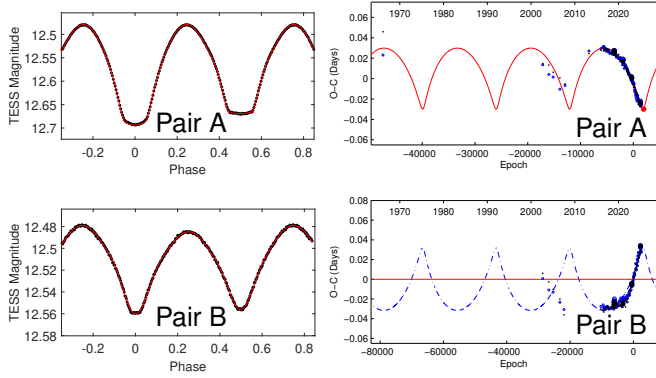 12.5
12.55
12.6
12.65
12.7
TESS Magnitude
-0.2 0 0.2 0.4 0.6 0.8
Phase
Pair A
1970 1980 1990 2000 2010 2020
0.06
0.04
0.02
0
-0.02
-0.04
-0.06
O-C (Days)
-40000 -30000 -20000 -10000 0
Epoch
Pair A
12.48
12.5
12.52
12.54
12.56
12.58
TESS Magnitude
-0.2 0 0.2 0.4 0.6 0.8
Phase
Pair B
1970 1980 1990 2000 2010 2020
0.08
0.06
0.04
0.02
0
-0.02
-0.04
-0.06
O-C (Days)
-80000 -60000 -40000 -20000 0
Epoch
Pair B